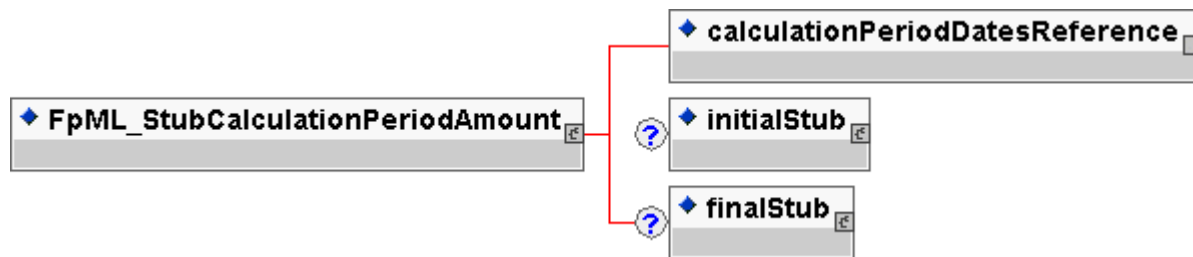 calculationPeriodDatesReference
FpML_StubCalculationPeriodAmount
? initialStub
? finalStub